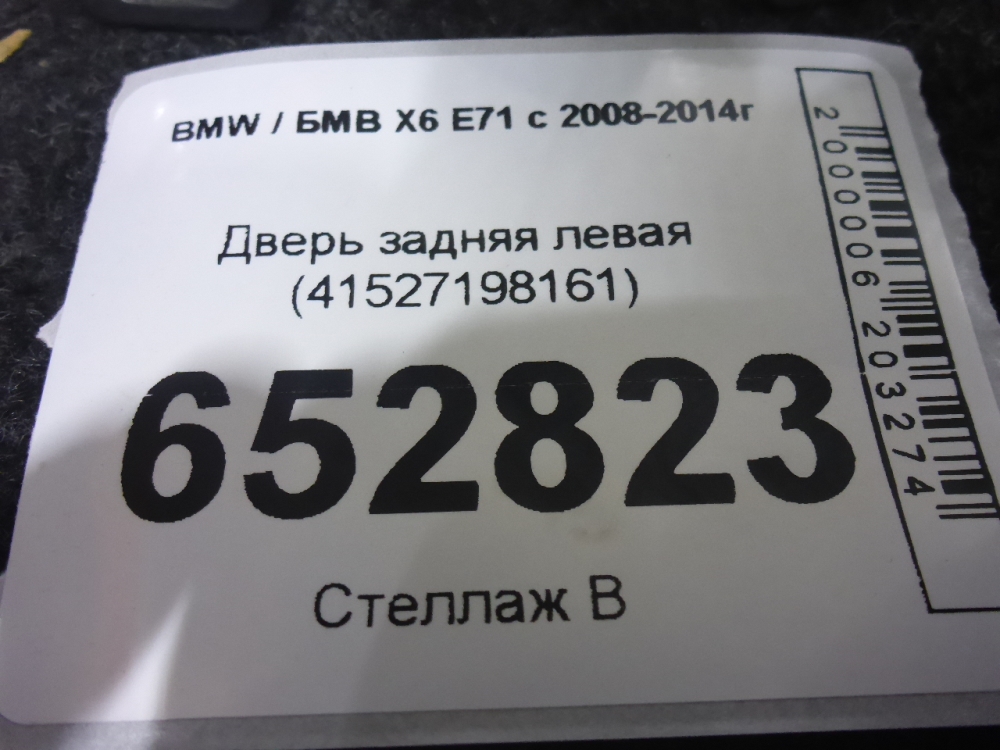 BMW / БМВ X6 E71 с 2008-2014г
Дверь задняя левая
(41527198161)
652823
Стеллаж В
2000006203274